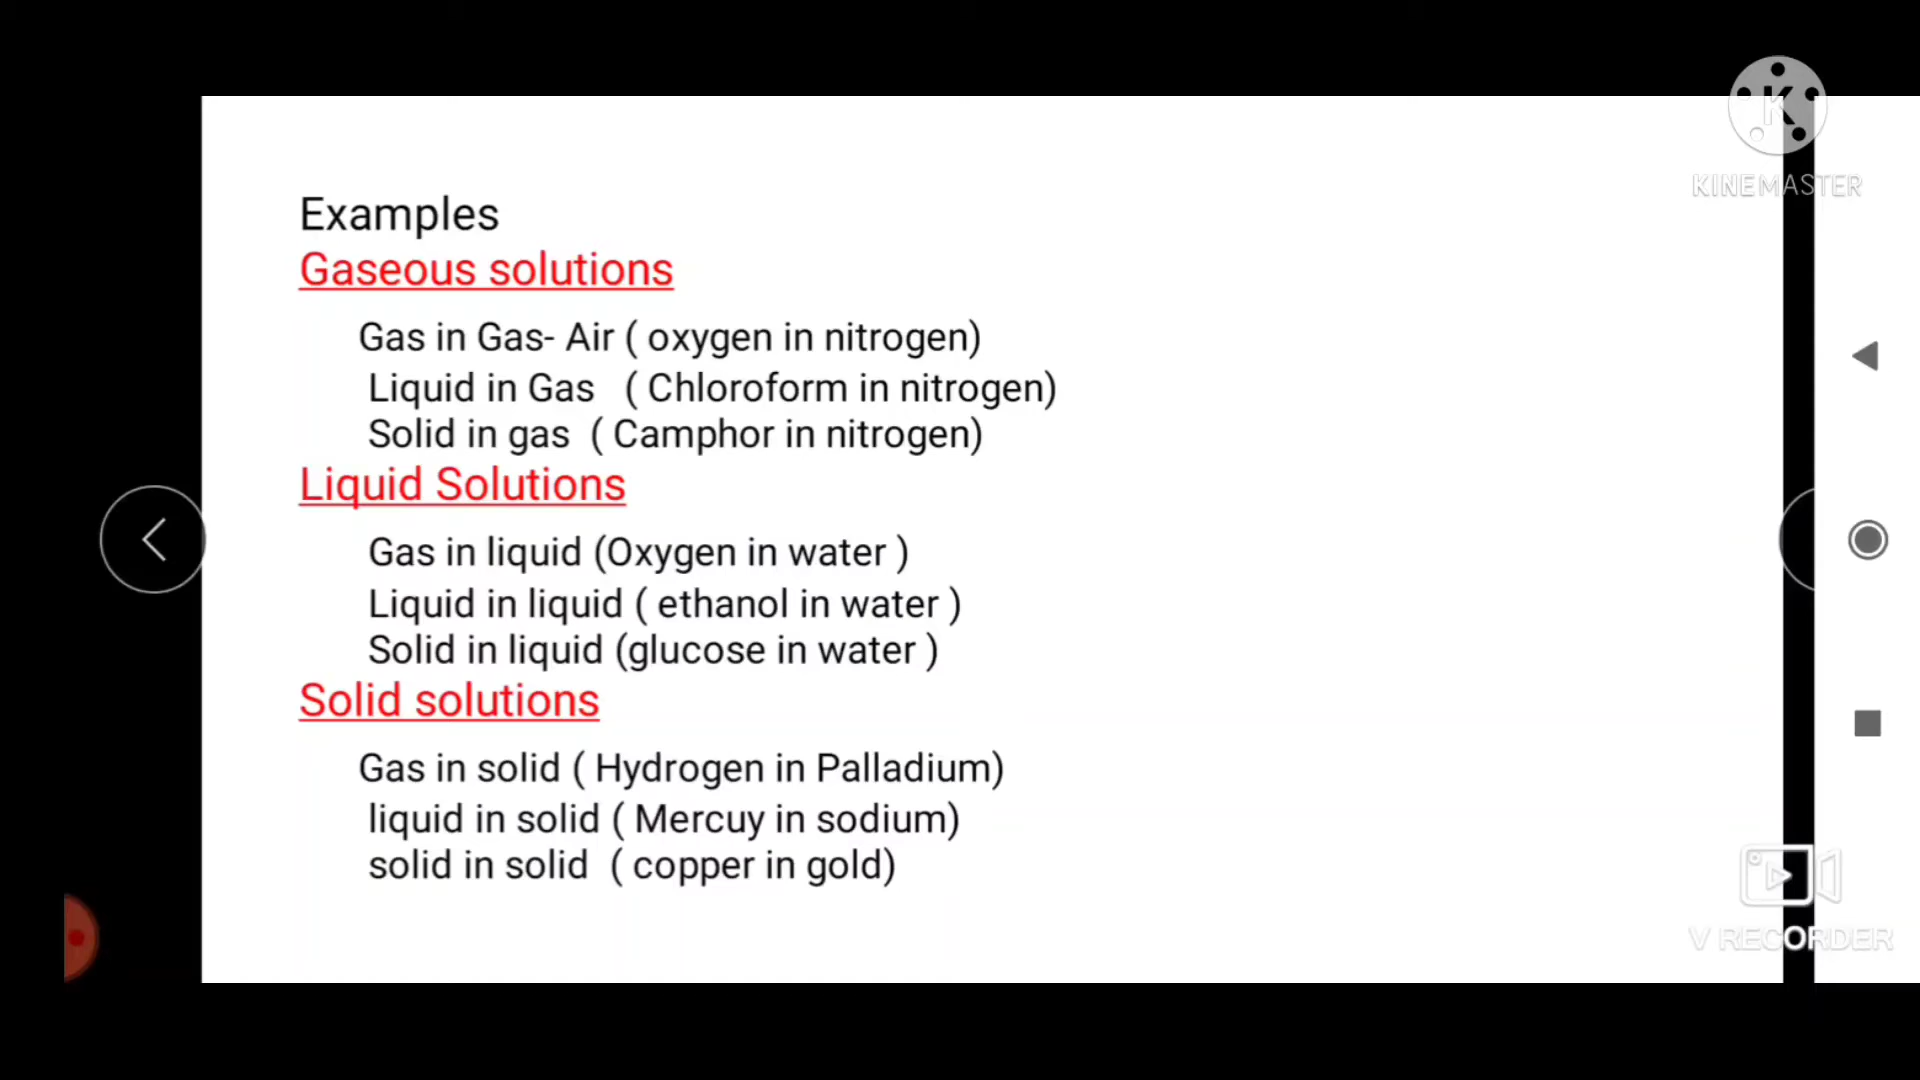 Examples
Gaseous solutions
Gas in Gas- Air ( oxygen in nitrogen)
Liquid in Gas ( Chloroform in nitrogen)
Solid in gas ( Camphor in nitrogen)
Liquid Solutions
Gas in liquid (Oxygen in water )
Liquid in liquid ( ethanol in water )
Solid in liquid (glucose in water )
Solid solutions
Gas in solid ( Hydrogen in Palladium)
liquid in solid ( Mercuy in sodium)
solid in solid ( copper in gold)
K
KINEMASTER
V RECORDER